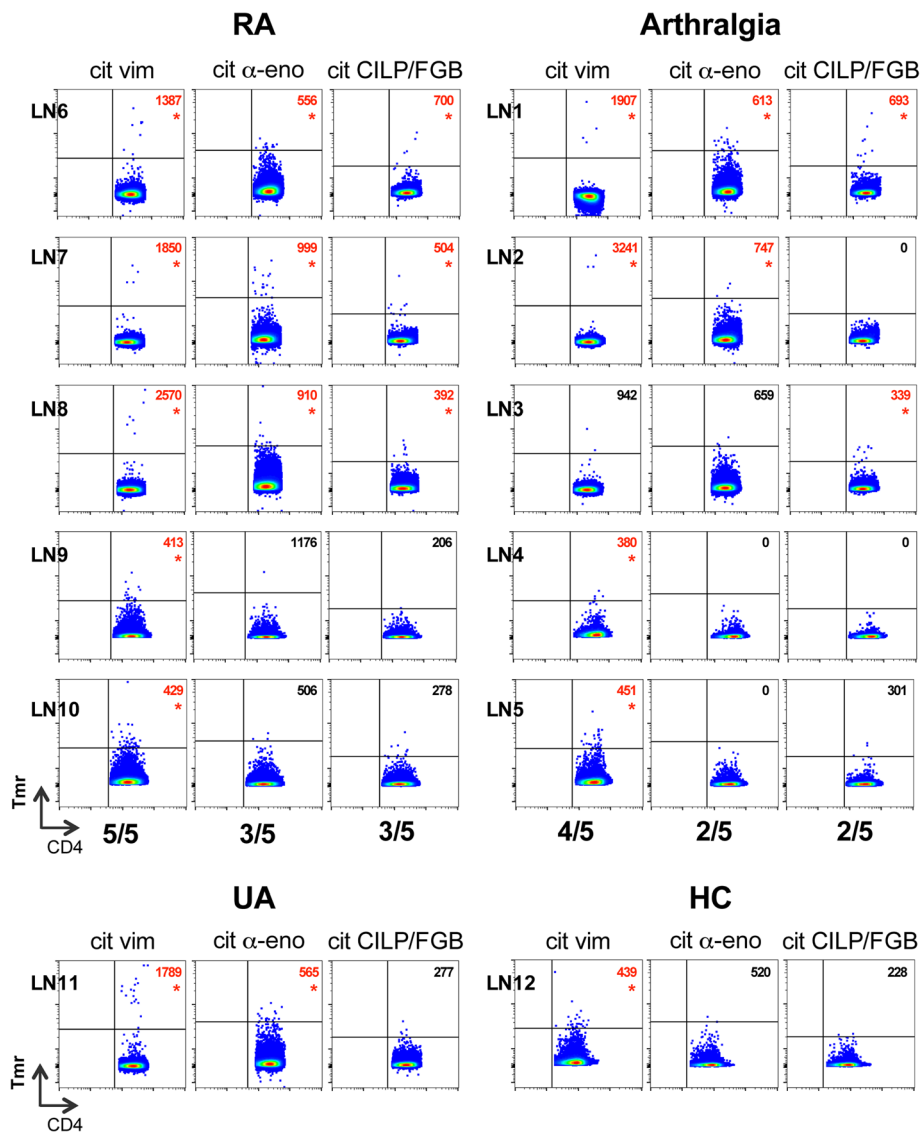 RA Arthralgia
cit vim cit α-eno cit CILP/FGB cit vim cit α-eno cit CILP/FGB
LN6 1387 * 556 * 700 * LN1 1907 * 613 * 693 *
LN7 1850 * 999 * 504 * LN2 3241 * 747 * 0
LN8 2570 * 910 * 392 * LN3 942 659 339 *
LN9 413 * 1176 206 LN4 380 * 0 0
LN10 429 * 506 278 LN5 451 * 0 301
Tmr
CD4
5/5 3/5 3/5 4/5 2/5 2/5
UA HC
cit vim cit α-eno cit CILP/FGB cit vim cit α-eno cit CILP/FGB
LN11 1789 * 565 * 277 LN12 439 * 520 228
Tmr
CD4